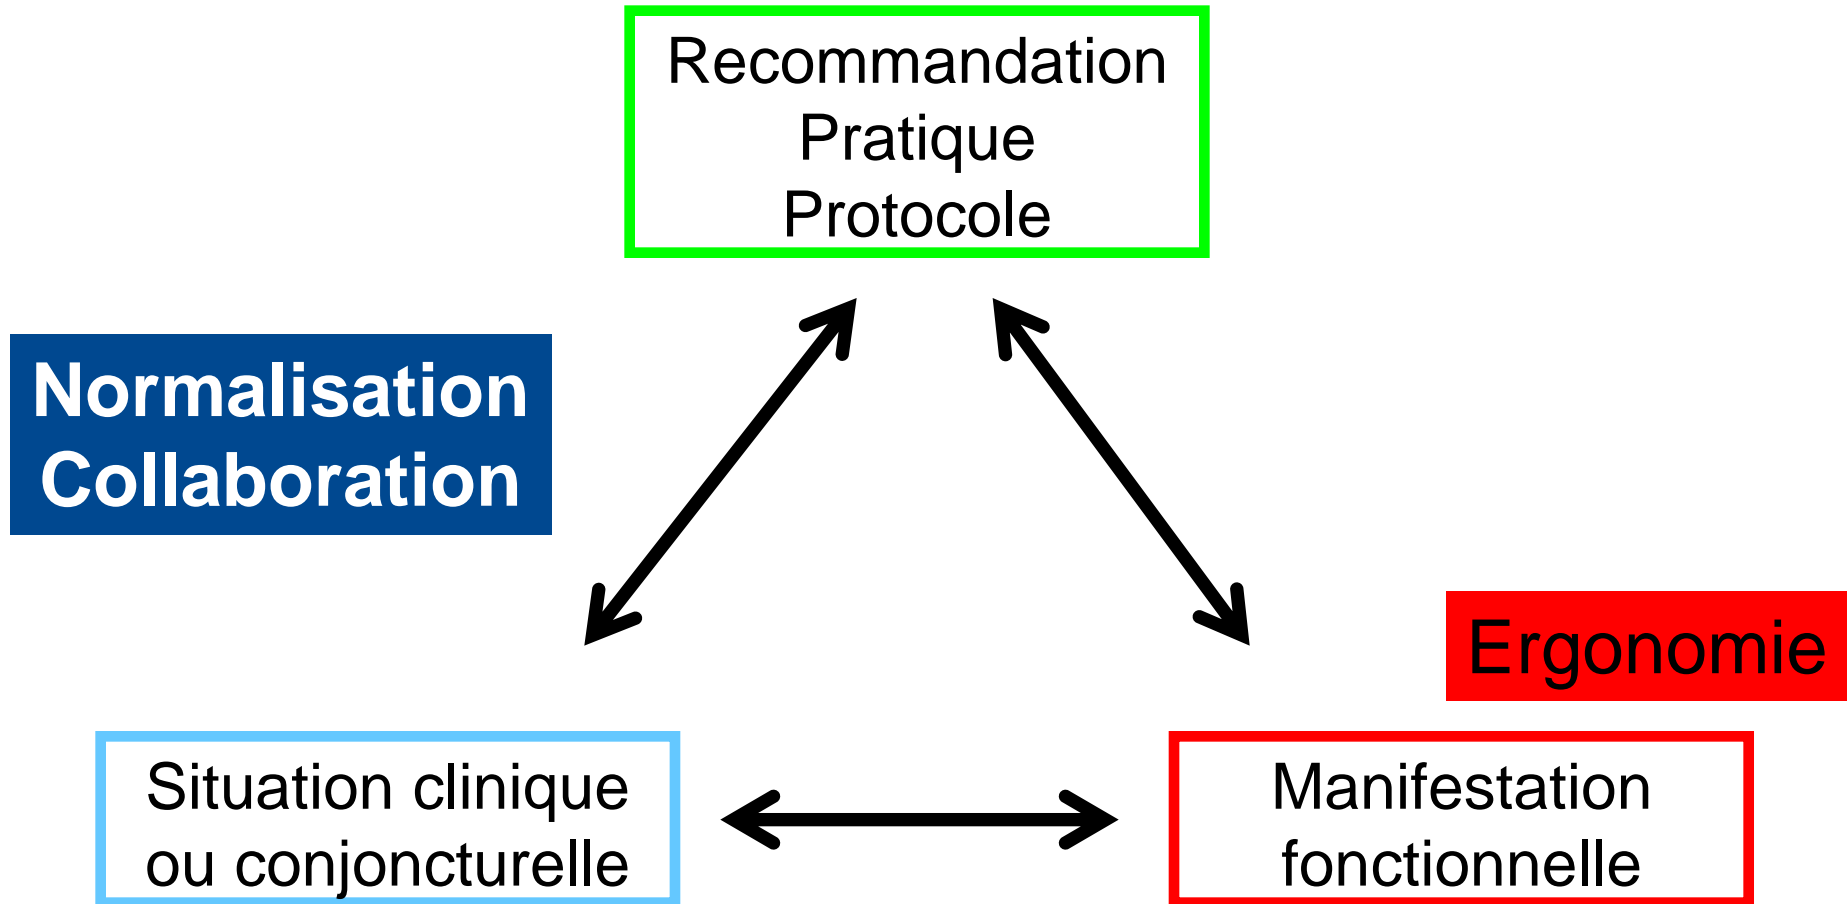 Recommandation
Pratique
Protocole
Normalisation
Collaboration
Ergonomie
Situation clinique
ou conjoncturelle
Manifestation
fonctionnelle